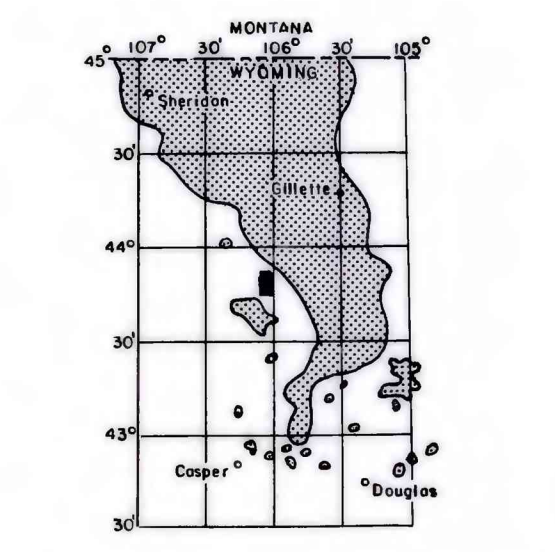 MONTANA
107° 30' 106° 30' 105°
45° WYOMING
Sheridan
30'
Gillette
44°
30'
43°
Casper
Douglas
30'